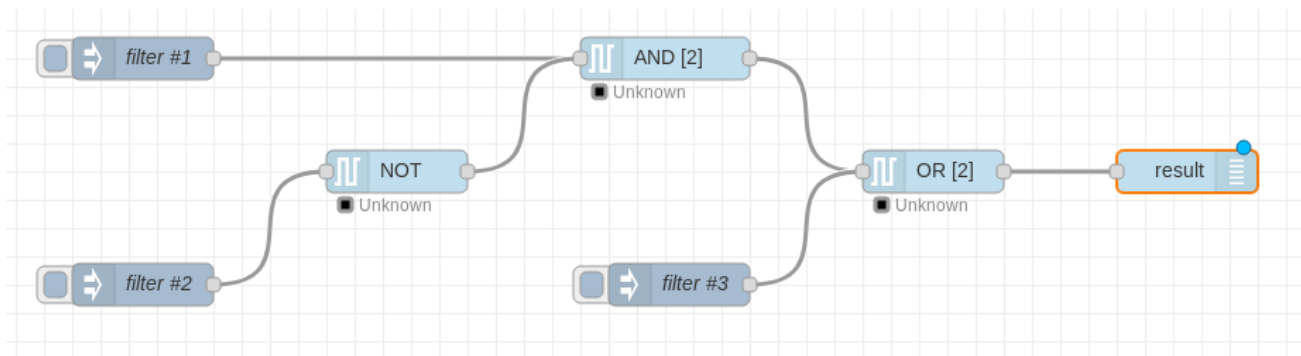 filter #1
AND [2]
Unknown
NOT
Unknown
OR [2]
Unknown
result
filter #2
filter #3